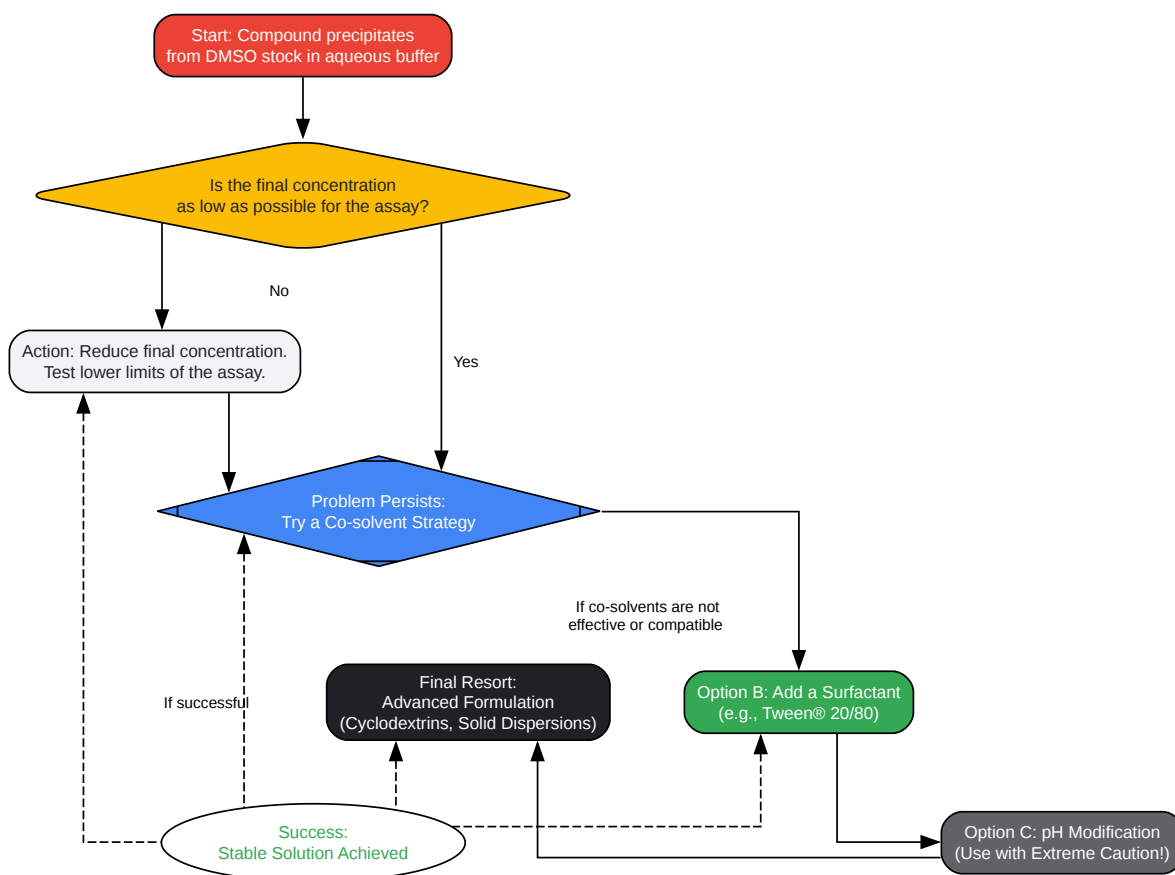 Start: Compound precipitates
from DMSO stock in aqueous buffer
Is the final concentration
as low as possible for the assay?
No
Action: Reduce final concentration.
Test lower limits of the assay.
Yes
Problem Persists:
Try a Co-solvent Strategy
If co-solvents are not
effective or compatible
If successful
Final Resort:
Advanced Formulation
(Cyclodextrins, Solid Dispersions)
Option B: Add a Surfactant
(e.g., Tween® 20/80)
Success:
Stable Solution Achieved
Option C: pH Modification
(Use with Extreme Caution!)